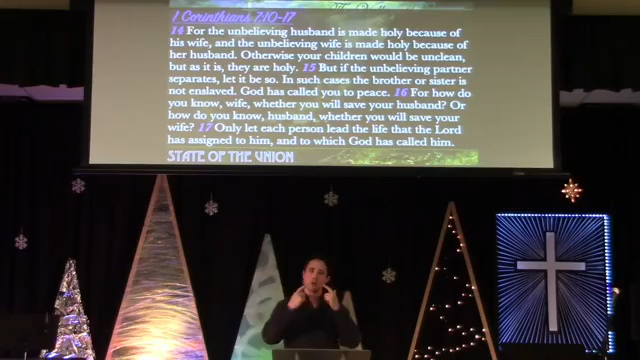 1 Corinthians 7:10-17
14 For the unbelieving husband is made holy because of
his wife, and the unbelieving wife is made holy because of
her husband. Otherwise your children would be unclean,
but as it is, they are holy. 15 But if the unbelieving partner
separates, let it be so. In such cases the brother or sister is
not enslaved. God has called you to peace. 16 For how do
you know, wife, whether you will save your husband? Or
how do you know, husband, whether you will save your
wife? 17 Only let each person lead the life that the Lord
has assigned to him, and to which God has called him.
STATE OF THE UNION